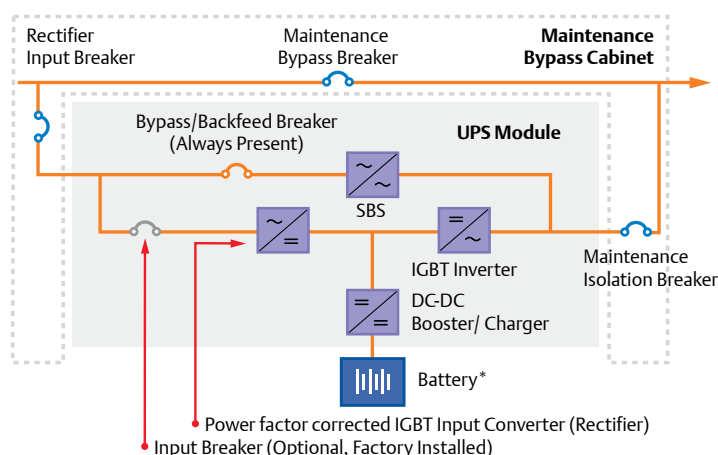 Rectifier
Input Breaker
Maintenance
Bypass Breaker
Maintenance
Bypass Cabinet
Bypass/Backfeed Breaker
(Always Present)
UPS Module
SBS
IGBT Inverter
Maintenance
Isolation Breaker
DC-DC
Booster/ Charger
Battery*
Power factor corrected IGBT Input Converter (Rectifier)
Input Breaker (Optional, Factory Installed)